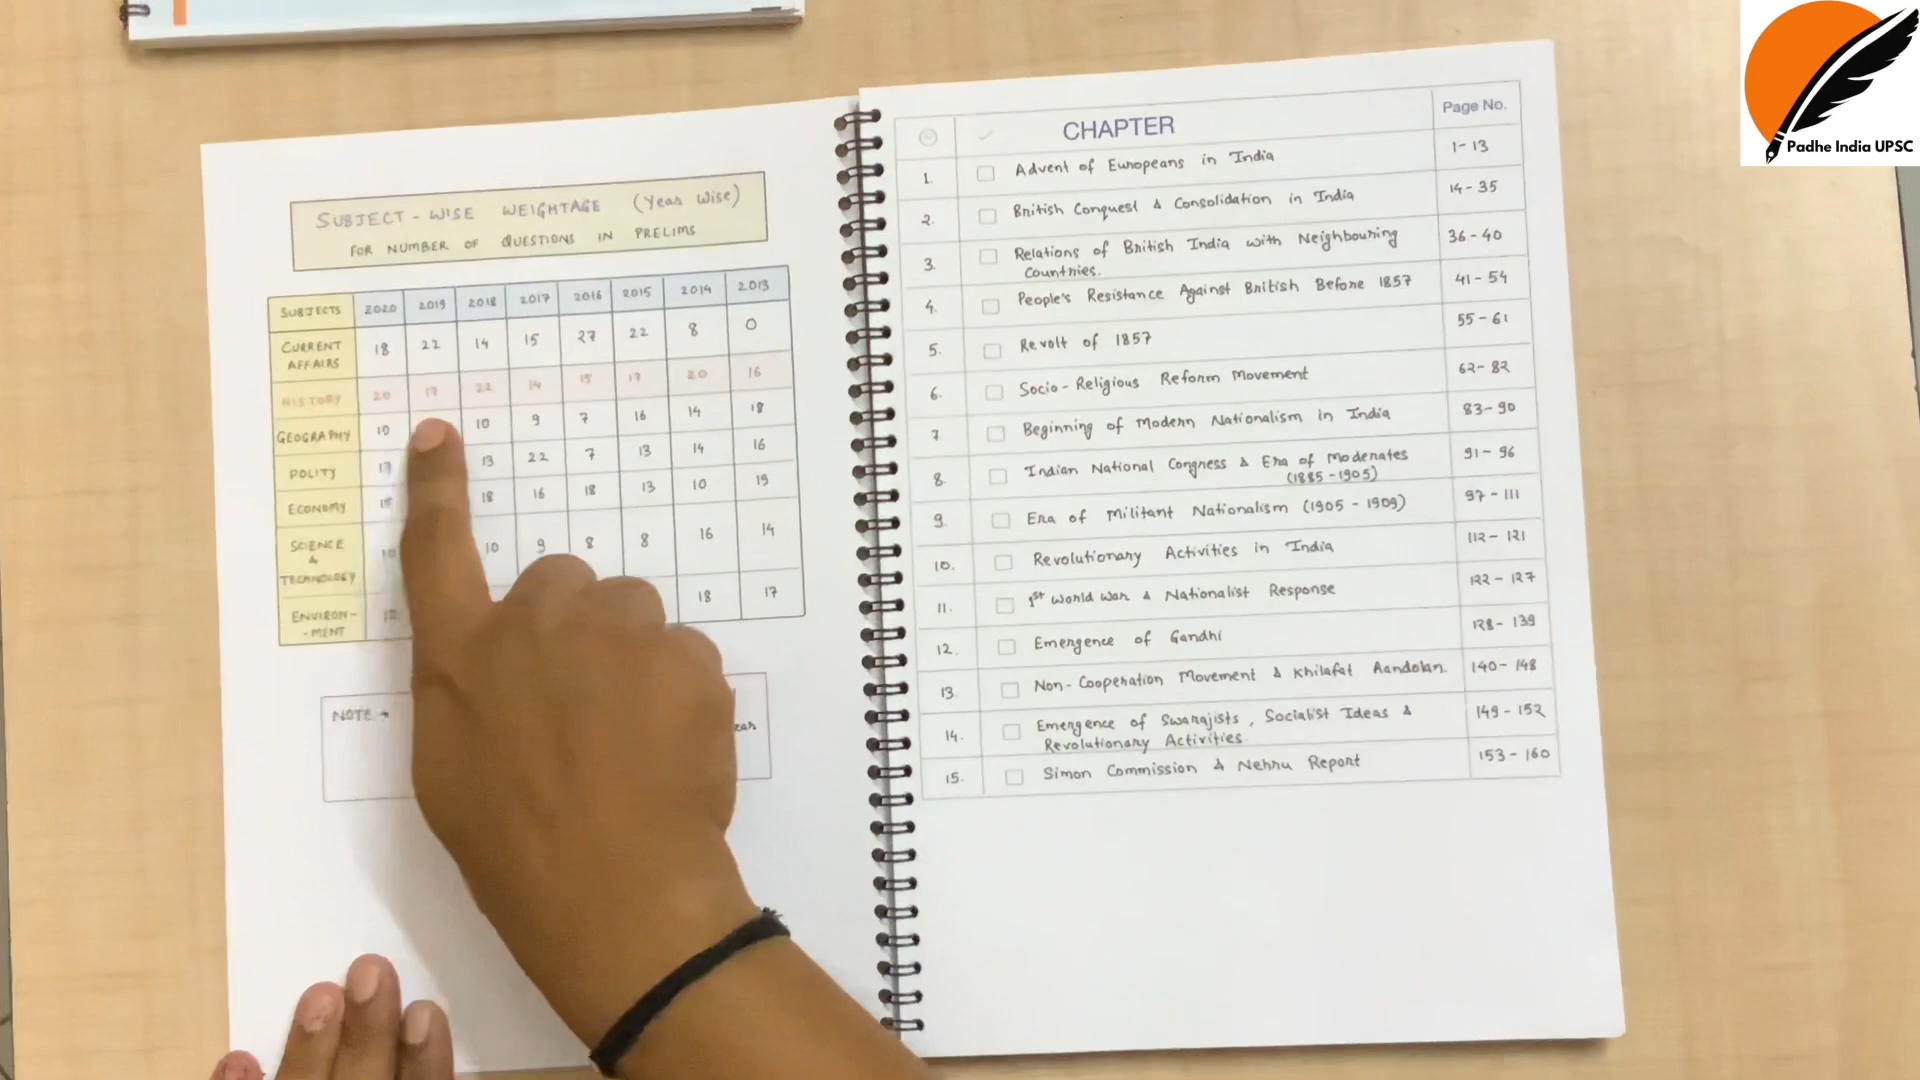 SUBJECT - WISE WEIGHTAGE (Year Wise)
FOR NUMBER OF QUESTIONS IN PRELIMS
SUBJECTS 2020 2019 2018 2017 2016 2015 2014 2013
CURRENT AFFAIRS 18 22 14 15 27 22 8 0
HISTORY 20 17 22 14 15 17 20 16
GEOGRAPHY 10 10 9 7 16 14 18
POLITY 17 13 22 7 13 14 16
ECONOMY 15 18 16 18 13 10 19
SCIENCE & TECHNOLOGY 10 10 9 8 8 16 14
ENVIRON-
-MENT 18 17
NOTE →
CHAPTER Page No.
1. Advent of Europeans in India 1-13
2. British Conquest & Consolidation in India 14-35
3. Relations of British India with Neighbouring 36-40
Countries.
4. People's Resistance Against British Before 1857 41-54
5. Revolt of 1857 55-61
6. Socio-Religious Reform Movement 62-82
7 Beginning of Modern Nationalism in India 83-90
8. Indian National Congress & Era of Moderates 91-96
(1885-1905)
9. Era of Militant Nationalism (1905 - 1909) 97-111
10. Revolutionary Activities in India 112-121
11. 1st World War & Nationalist Response 122-127
12. Emergence of Gandhi 128-139
13. Non-Cooperation Movement & Khilafat Aandolan. 140-148
14. Emergence of Swarajists, Socialist Ideas & 149-152
Revolutionary Activities.
15. Simon Commission & Nehru Report 153-160
Padhe India UPSC